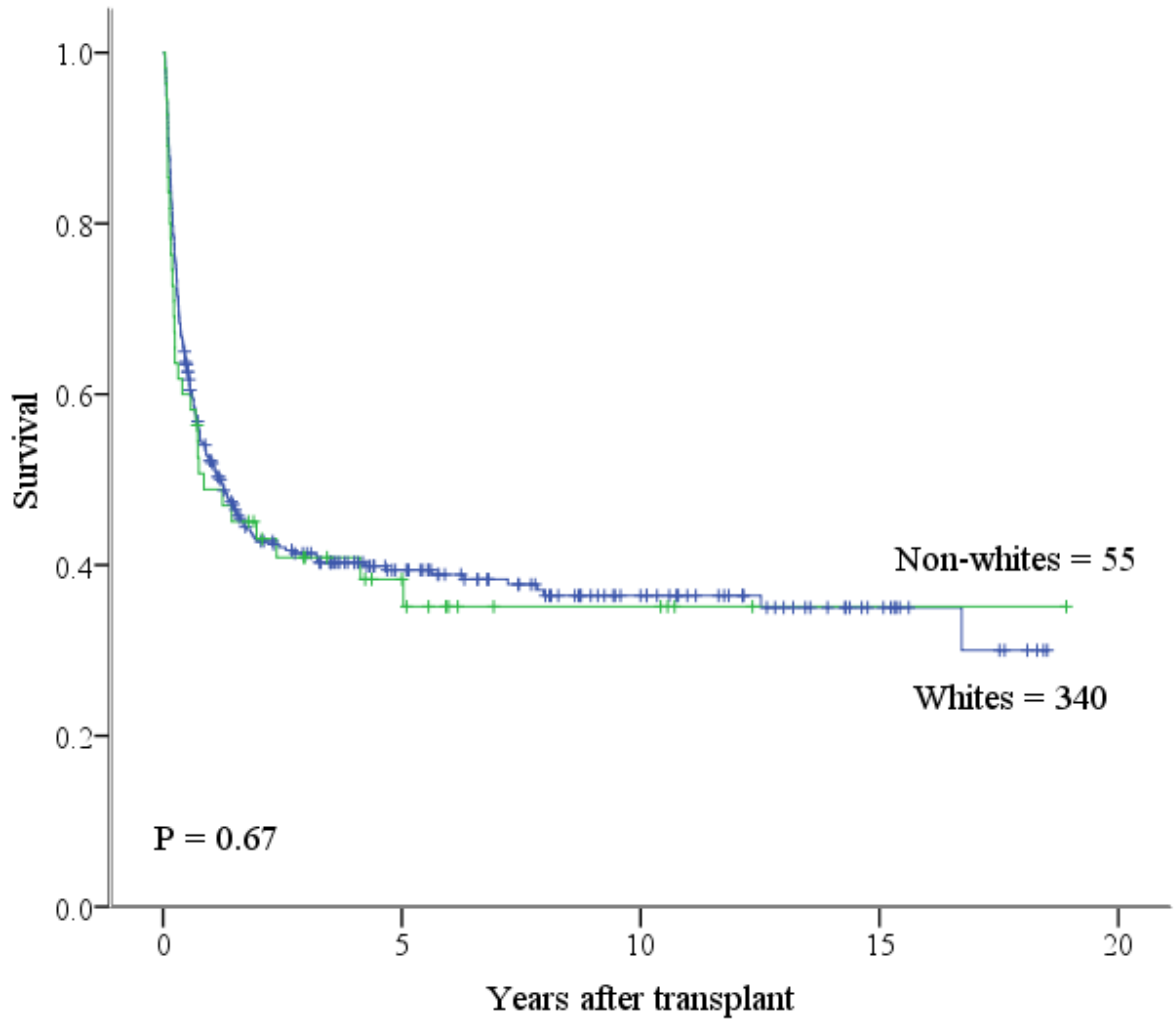 1.0
0.8
0.6
0.4
0.2
0.0
Survival
Non-whites = 55
Whites = 340
P = 0.67
0 5 10 15 20
Years after transplant